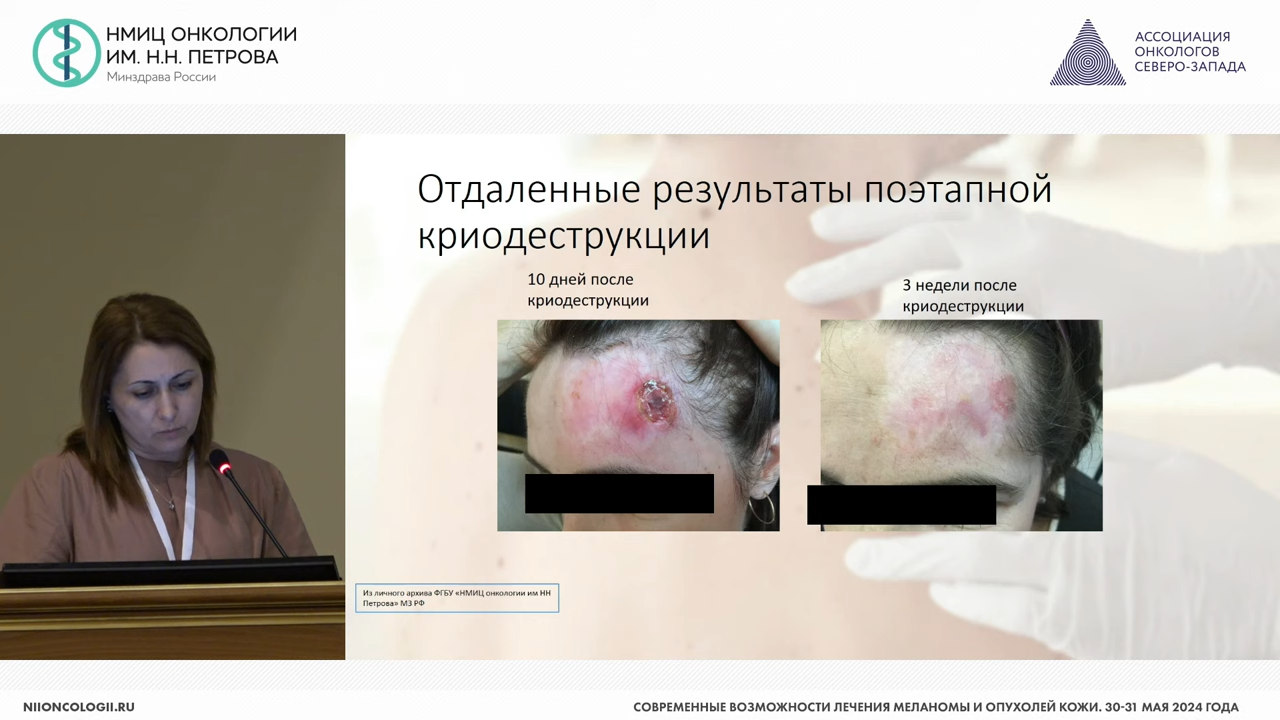 НМИЦ ОНКОЛОГИИ
ИМ. Н.Н. ПЕТРОВА
Минздрава России
АССОЦИАЦИЯ
ОНКОЛОГОВ
СЕВЕРО-ЗАПАДА
Отдаленные результаты поэтапной
криодеструкции
10 дней после
криодеструкции
3 недели после
криодеструкции
Из личного архива ФГБУ «НМИЦ онкологии им НН
Петрова» МЗ РФ
NIIONCOLOGII.RU
СОВРЕМЕННЫЕ ВОЗМОЖНОСТИ ЛЕЧЕНИЯ МЕЛАНОМЫ И ОПУХОЛЕЙ КОЖИ. 30-31 МАЯ 2024 ГОДА